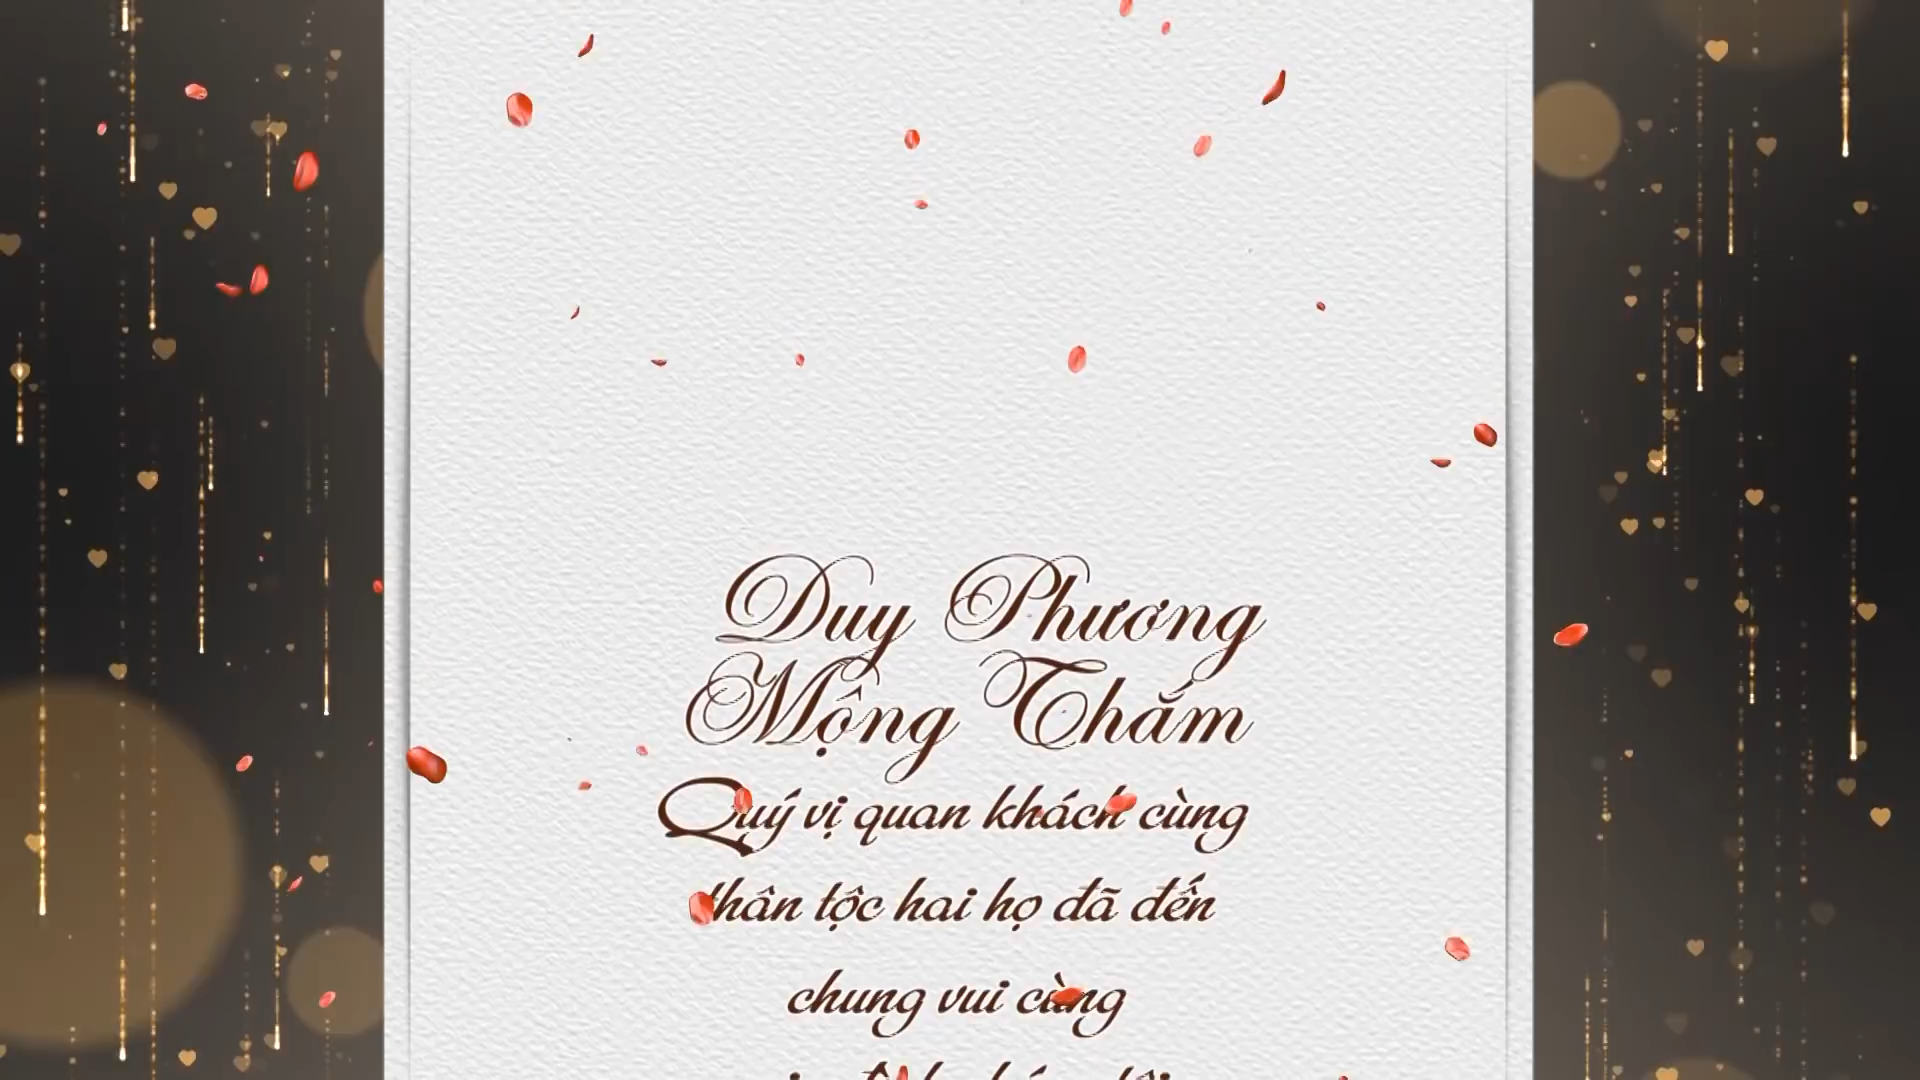 Duy Phương
Mộng Thắm
Quý vị quan khách cùng
thân tộc hai họ đã đến
chung vui cùng